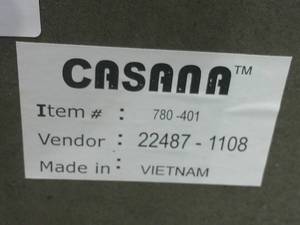 CASANA™
Item # : 780-401
Vendor : 22487 - 1108
Made in : VIETNAM